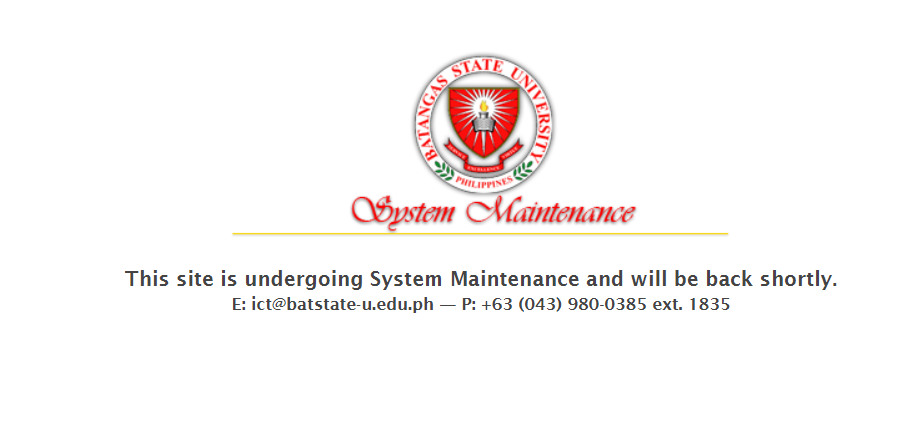 BATANGAS STATE UNIVERSITY
PHILIPPINES
System Maintenance
This site is undergoing System Maintenance and will be back shortly.
E: ict@batstate-u.edu.ph — P: +63 (043) 980-0385 ext. 1835